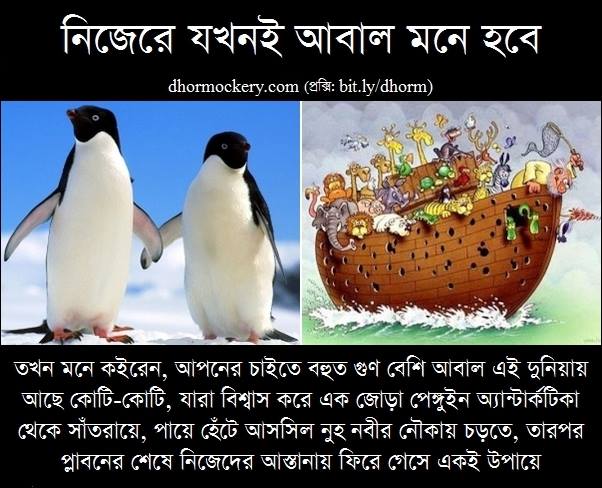 নিজেরে যখনই আবাল মনে হবে
dhormockery.com (প্রক্সি: bit.ly/dhorm)
তখন মনে কইরেন, আপনের চাইতে বহুত গুণ বেশি আবাল এই দুনিয়ায়
আছে কোটি-কোটি, যারা বিশ্বাস করে এক জোড়া পেঙ্গুইন অ্যান্টার্কটিকা
থেকে সাঁতরায়ে, পায়ে হেঁটে আসসিল নুহ নবীর নৌকায় চড়তে, তারপর
প্লাবনের শেষে নিজেদের আস্তানায় ফিরে গেসে একই উপায়ে